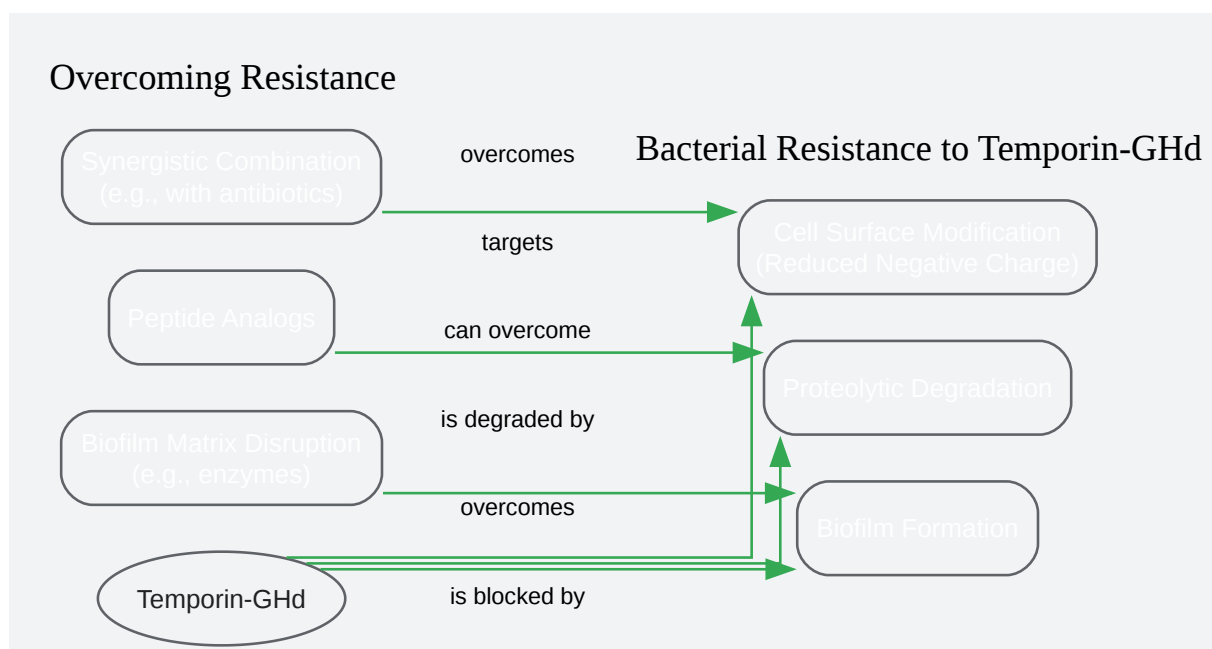 Overcoming Resistance
Synergistic Combination
(e.g., with antibiotics)
overcomes
Bacterial Resistance to Temporin-GHd
targets
Cell Surface Modification
(Reduced Negative Charge)
Peptide Analogs
can overcome
Proteolytic Degradation
is degraded by
Biofilm Matrix Disruption
(e.g., enzymes)
overcomes
Biofilm Formation
Temporin-GHd
is blocked by